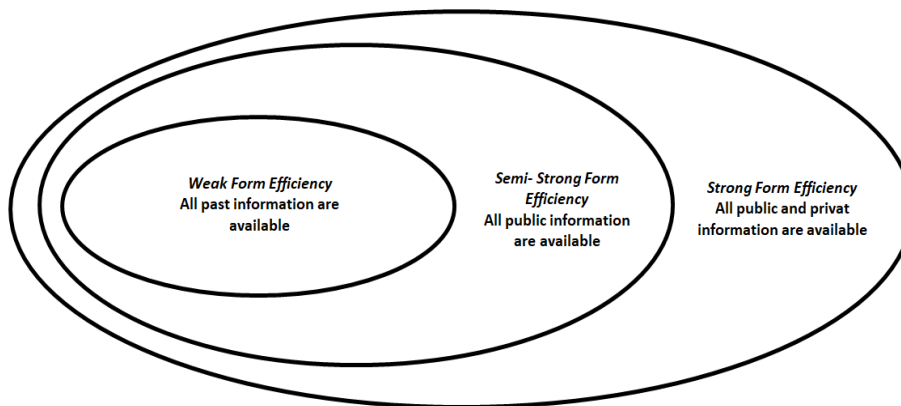 Weak Form Efficiency
All past information are
available
Semi- Strong Form
Efficiency
All public information
are available
Strong Form Efficiency
All public and privat
information are available